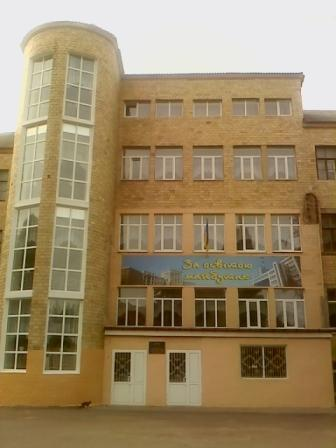 За освітою
майбутнє